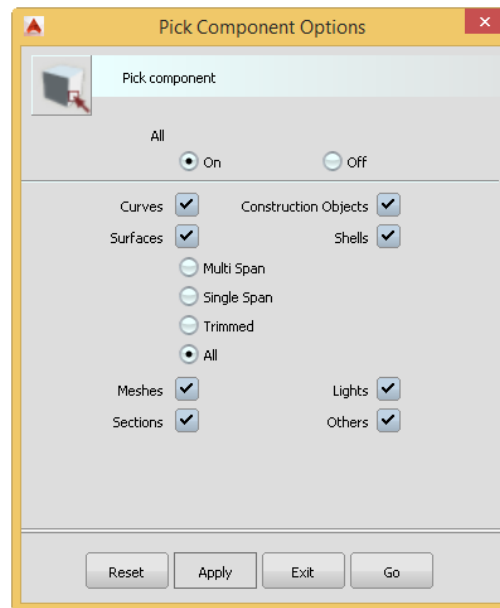 Pick Component Options
Pick component
All
On Off
Curves Construction Objects
Surfaces Shells
Multi Span
Single Span
Trimmed
All
Meshes Lights
Sections Others
Reset Apply Exit Go